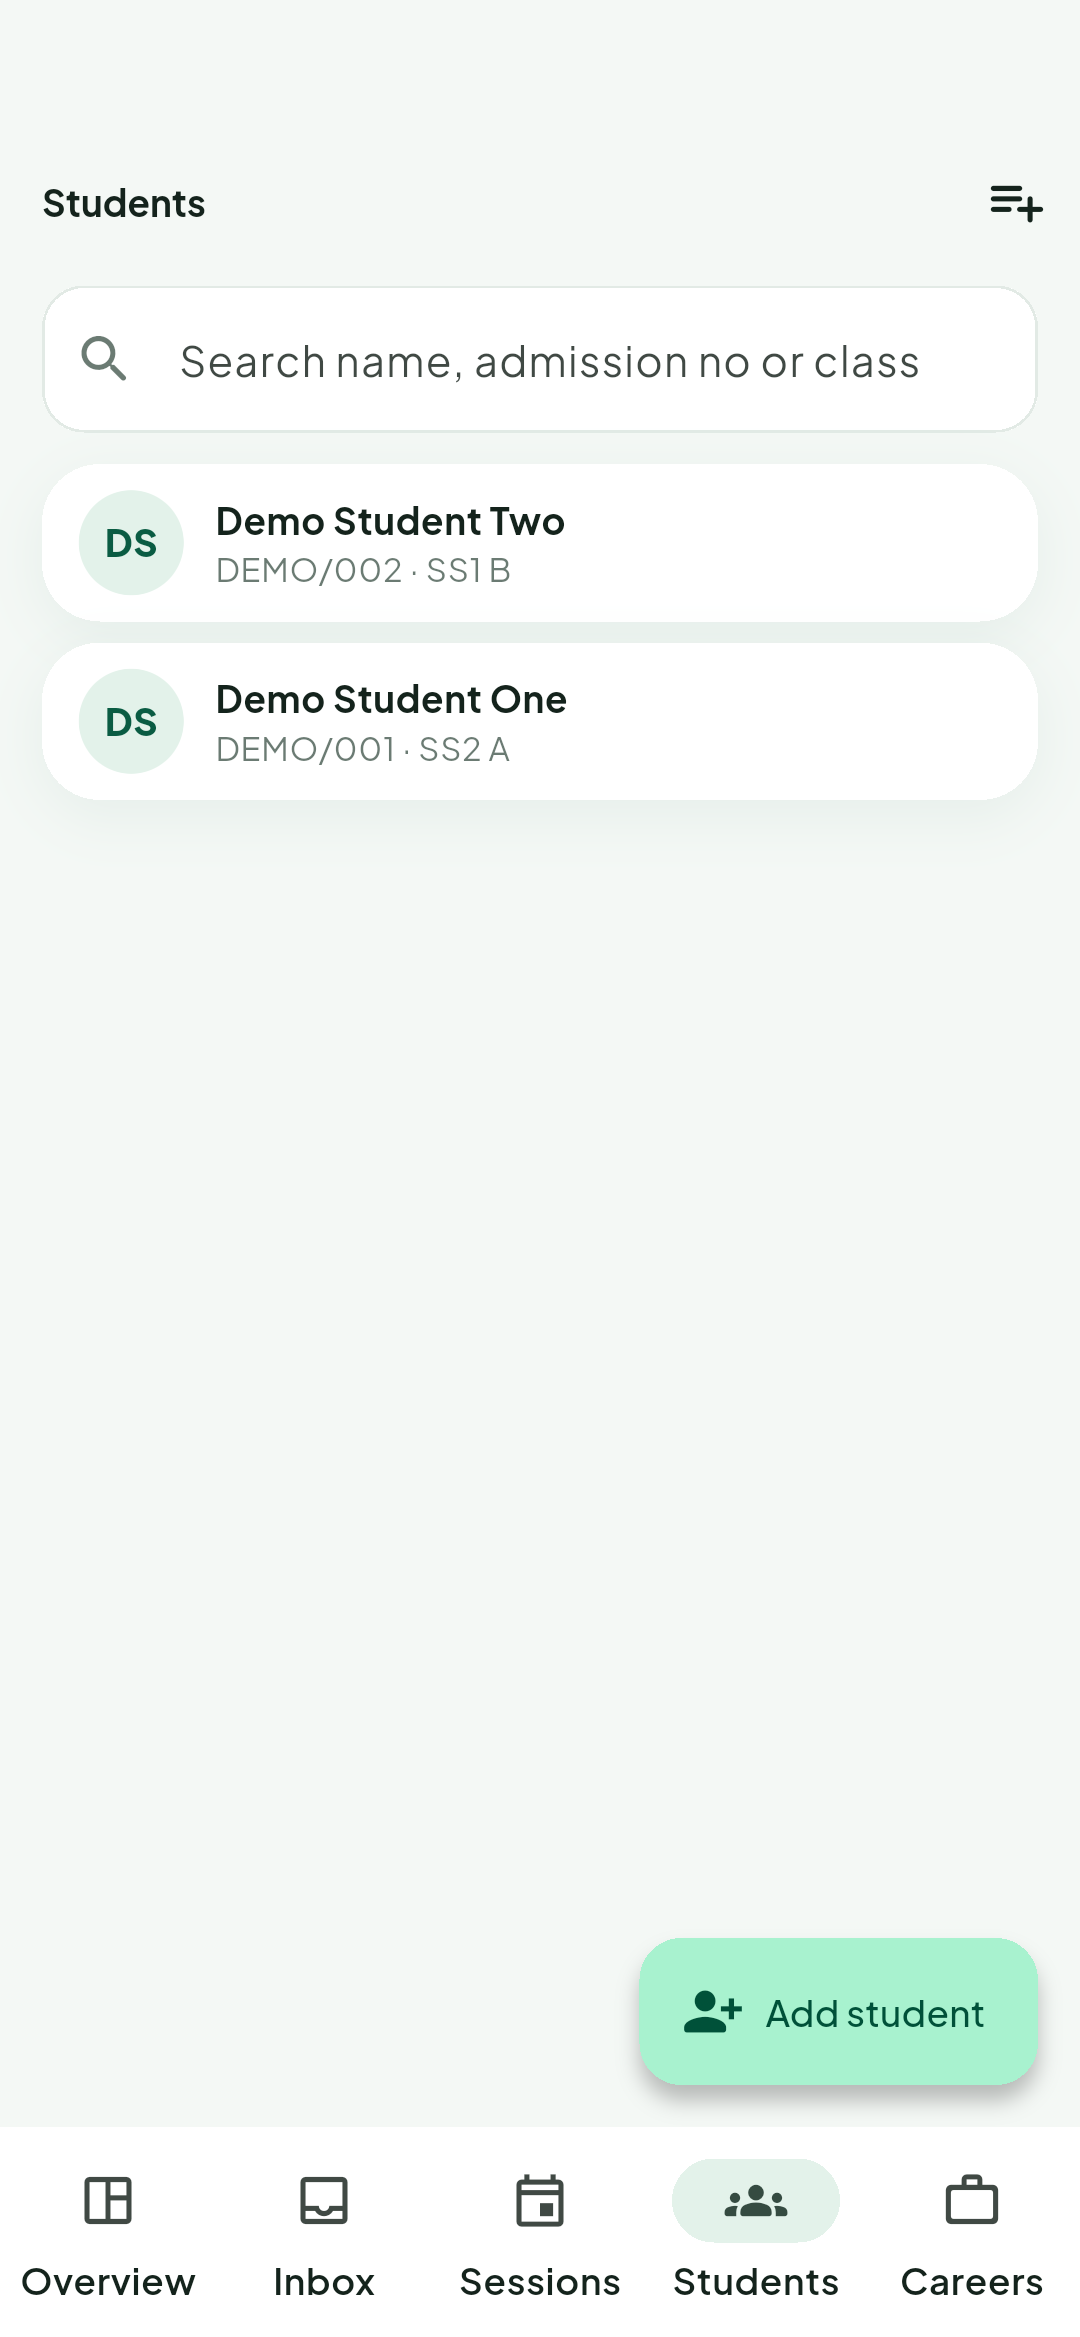 Students
Search name, admission no or class
DS
Demo Student Two
DEMO/002 · SS1 B
DS
Demo Student One
DEMO/001 · SS2 A
Add student
Overview
Inbox
Sessions
Students
Careers